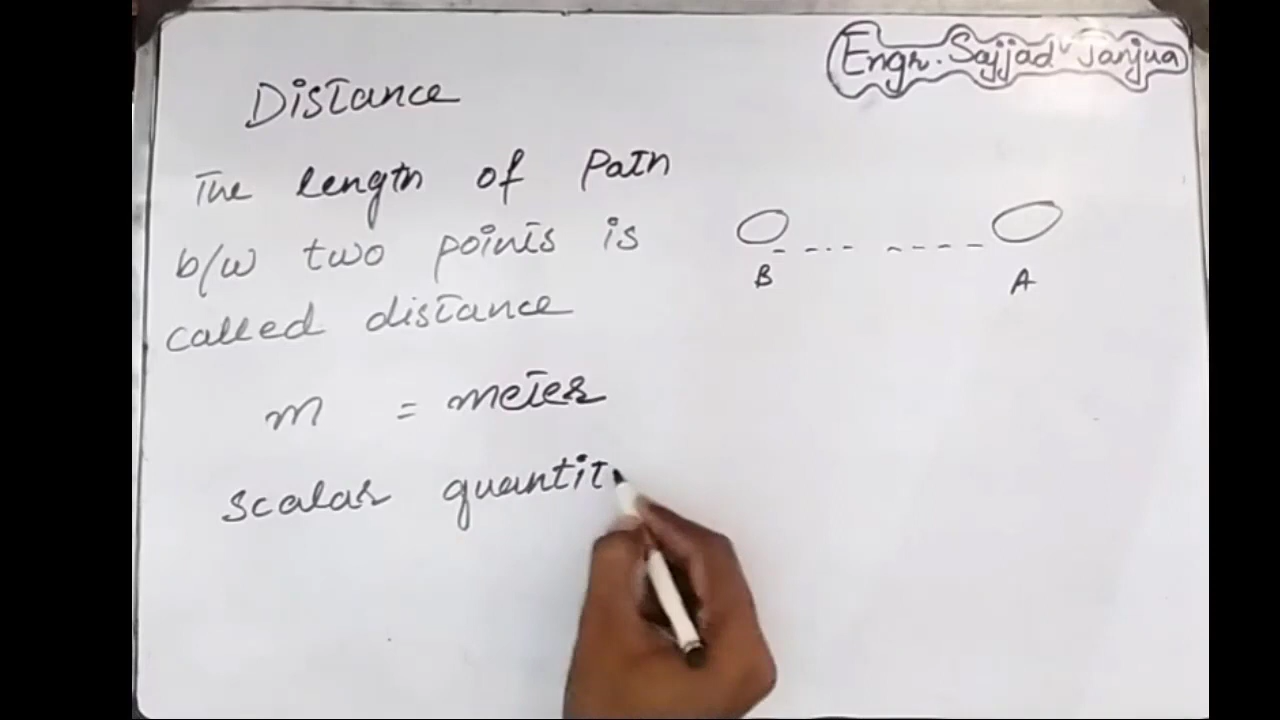 Engr. Sajjad Janjua
Distance
The length of Path
b/w two points is
called distance
m = meter
scalar quantit
B
A